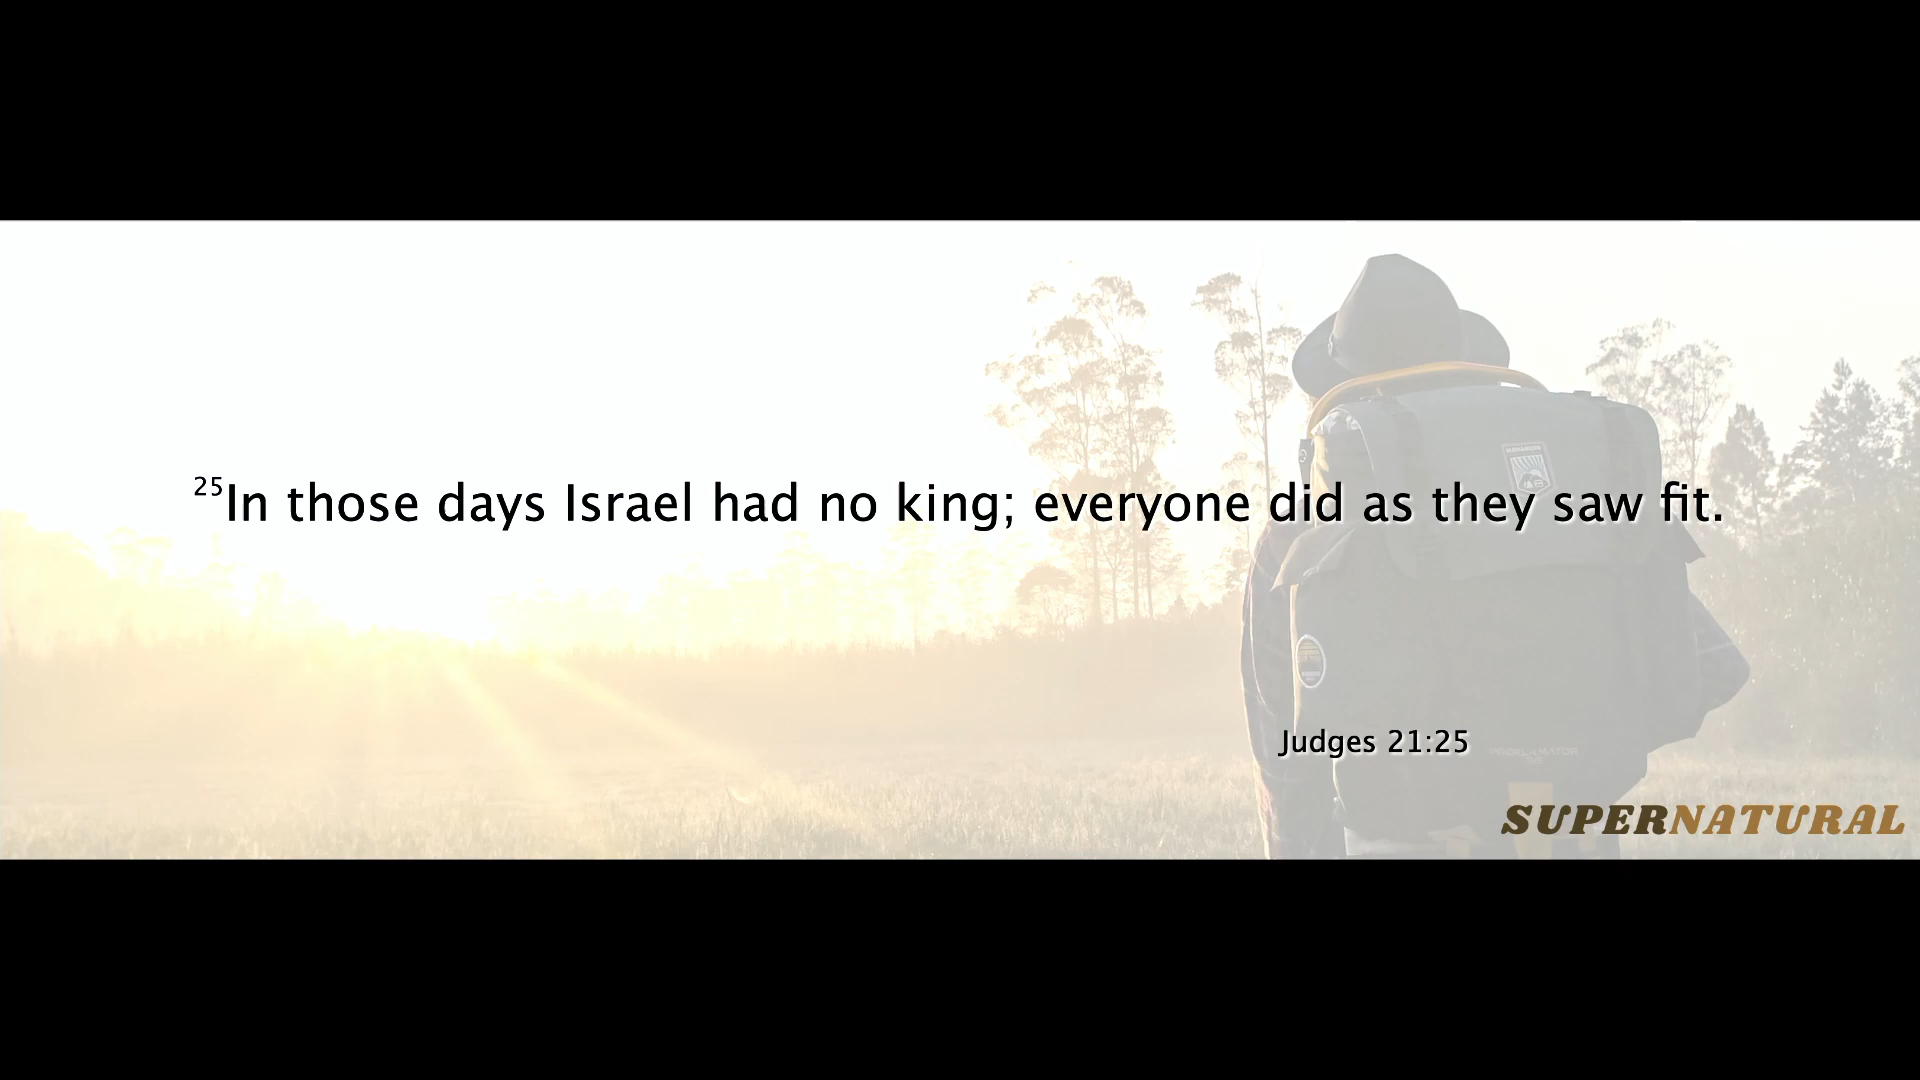 25In those days Israel had no king; everyone did as they saw fit.
Judges 21:25
SUPERNATURAL